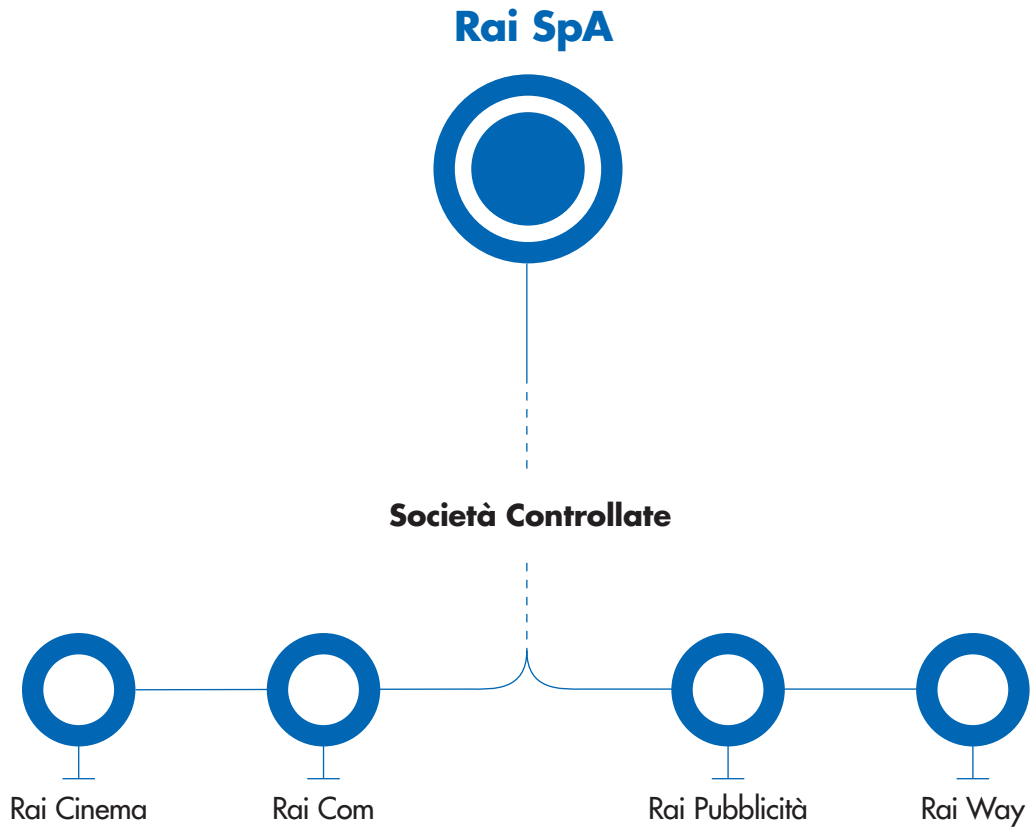 Rai SpA
Società Controllate
Rai Cinema
Rai Com
Rai Pubblicità
Rai Way